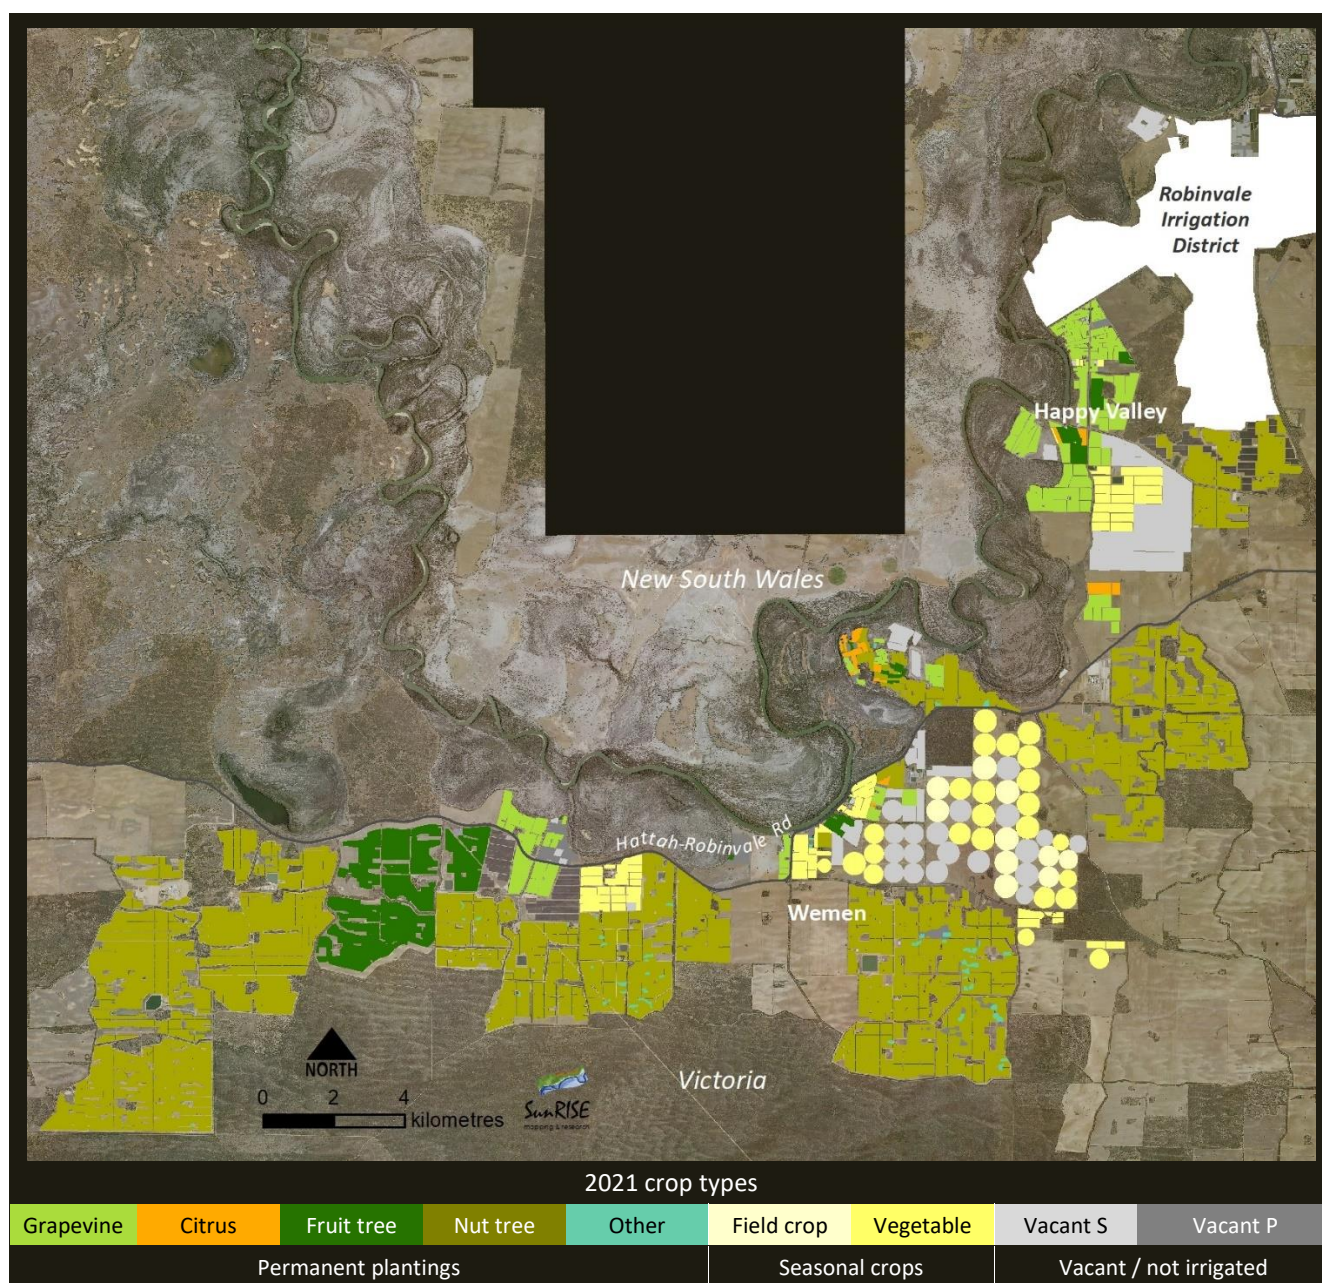 Robinvale
Irrigation
District
Happy Valley
New South Wales
Hattah-Robinvale Rd
Wemen
Victoria
NORTH
0 2 4
kilometres
SunRISE
mapping & research
2021 crop types
Grapevine Citrus Fruit tree Nut tree Other Field crop Vegetable Vacant S Vacant P
Permanent plantings Seasonal crops Vacant / not irrigated